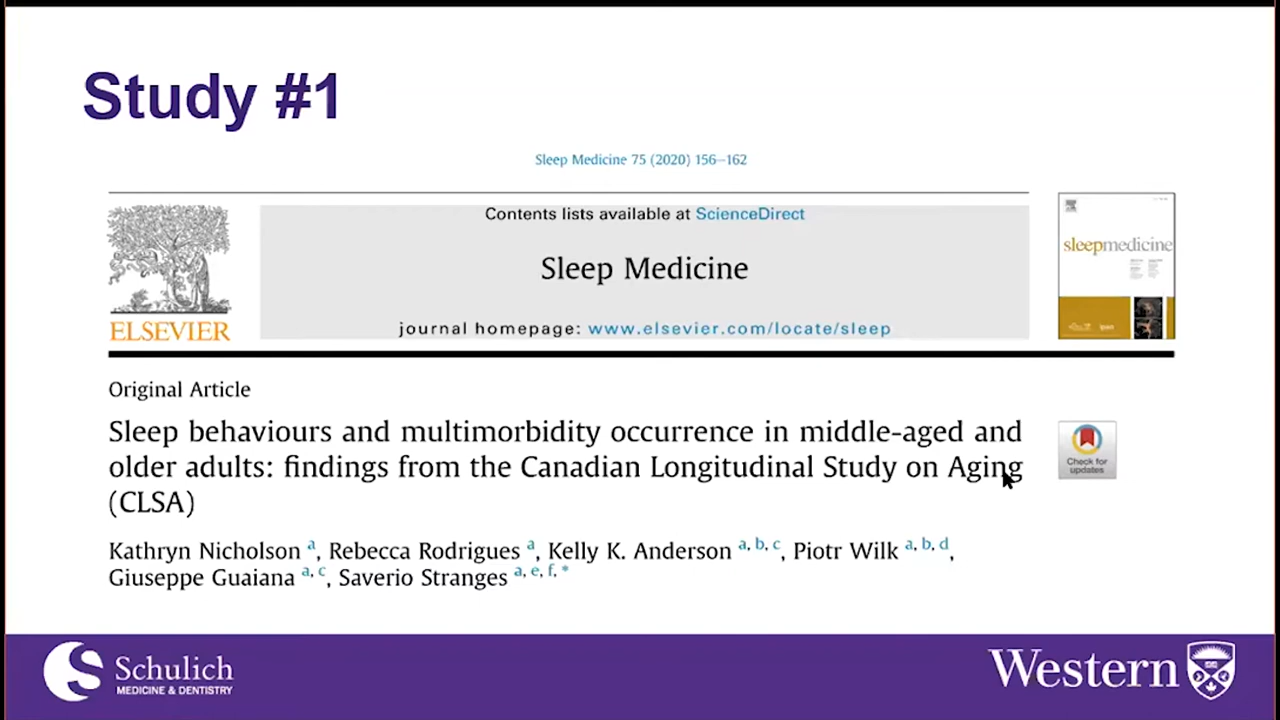 Study #1
Sleep Medicine 75 (2020) 156–162
Contents lists available at ScienceDirect
Sleep Medicine
journal homepage: www.elsevier.com/locate/sleep
ELSEVIER
sleepmedicine
Original Article
Sleep behaviours and multimorbidity occurrence in middle-aged and
older adults: findings from the Canadian Longitudinal Study on Aging
(CLSA)
Check for
updates
Kathryn Nicholson a, Rebecca Rodrigues a, Kelly K. Anderson a, b, c, Piotr Wilk a, b, d,
Giuseppe Guaiana a, c, Saverio Stranges a, e, f, *
Schulich
MEDICINE & DENTISTRY
Western